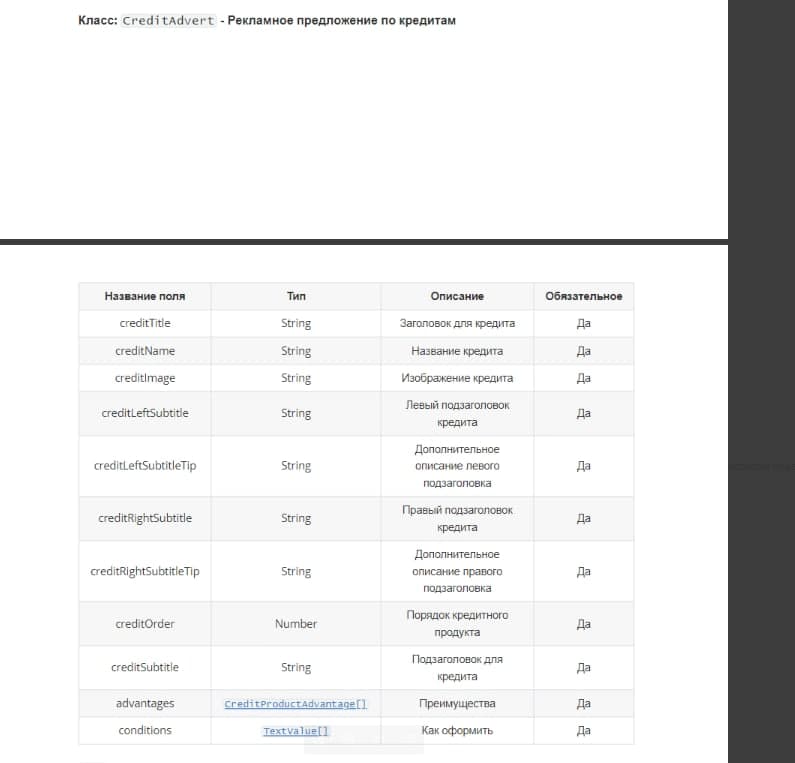 Класс: CreditAdvert - Рекламное предложение по кредитам
Название поля Тип Описание Обязательное
creditTitle String Заголовок для кредита Да
creditName String Название кредита Да
creditImage String Изображение кредита Да
creditLeftSubtitle String Левый подзаголовок кредита Да
creditLeftSubtitleTip String Дополнительное описание левого подзаголовка Да
creditRightSubtitle String Правый подзаголовок кредита Да
creditRightSubtitleTip String Дополнительное описание правого подзаголовка Да
creditOrder Number Порядок кредитного продукта Да
creditSubtitle String Подзаголовок для кредита Да
advantages CreditProductAdvantage[] Преимущества Да
conditions TextValue[] Как оформить Да